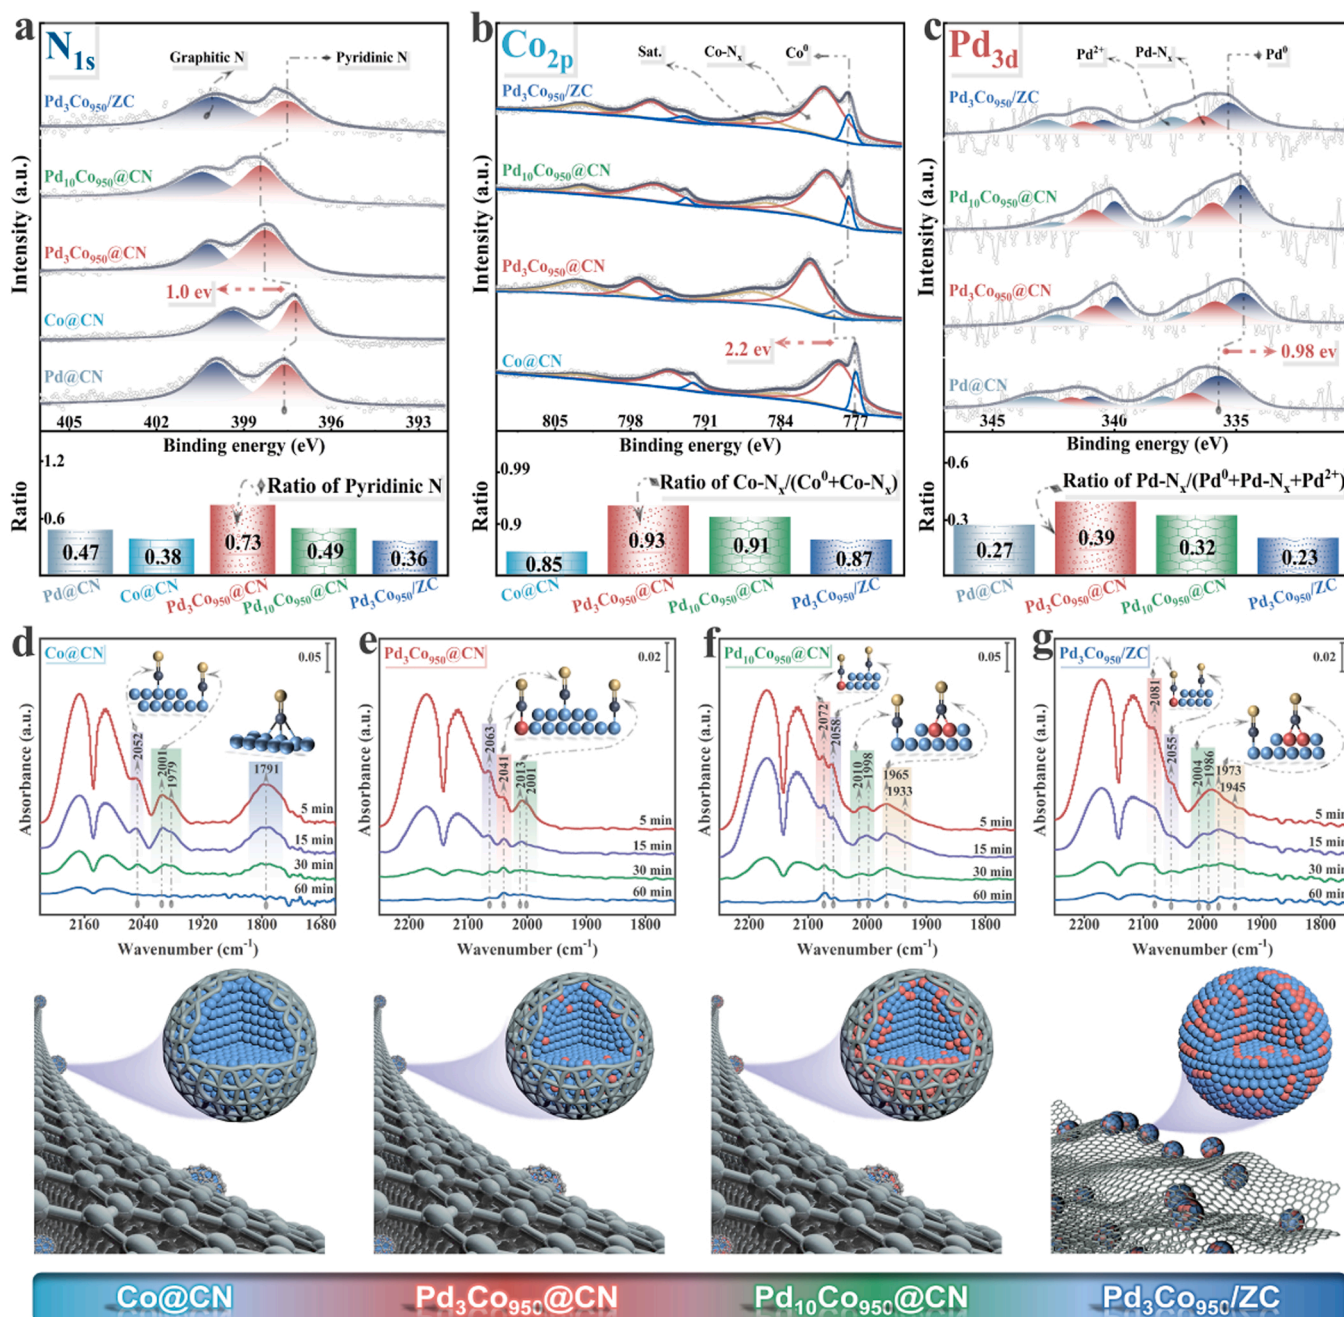 a
N1s
Graphitic N
Pyridinic N
Pd3Co950/ZC
Pd10Co950@CN
Pd3Co950@CN
1.0 ev
Co@CN
Pd@CN
Intensity (a.u.)
405 402 399 396 393
Binding energy (eV)
1.2
0.6
Ratio
Ratio of Pyridinic N
0.47 0.38 0.73 0.49 0.36
Pd@CN Co@CN Pd3Co950@CN Pd10Co950@CN Pd3Co950/ZC
b
Co2p
Sat.
Co-Nx
Co0
Pd3Co950/ZC
Pd10Co950@CN
Pd3Co950@CN
2.2 ev
Co@CN
Intensity (a.u.)
805 798 791 784 777
Binding energy (eV)
0.99
0.9
Ratio
Ratio of Co-Nx/(Co0+Co-Nx)
0.85 0.93 0.91 0.87
Co@CN Pd3Co950@CN Pd10Co950@CN Pd3Co950/ZC
c
Pd3d
Pd2+
Pd-Nx
Pd0
Pd3Co950/ZC
Pd10Co950@CN
Pd3Co950@CN
0.98 ev
Pd@CN
Intensity (a.u.)
345 340 335
Binding energy (eV)
0.6
0.3
Ratio
Ratio of Pd-Nx/(Pd0+Pd-Nx+Pd2+)
0.27 0.39 0.32 0.23
Pd@CN Pd3Co950@CN Pd10Co950@CN Pd3Co950/ZC
d
Co@CN
0.05
2052
2001
1979
1791
5 min
15 min
30 min
60 min
Absorbance (a.u.)
2160 2040 1920 1800 1680
Wavenumber (cm-1)
e
Pd3Co950@CN
0.02
2063
2041
2013
2001
5 min
15 min
30 min
60 min
Absorbance (a.u.)
2200 2100 2000 1900 1800
Wavenumber (cm-1)
f
Pd10Co950@CN
0.05
2072
2058
2010
1998
1965
1933
5 min
15 min
30 min
60 min
Absorbance (a.u.)
2200 2100 2000 1900 1800
Wavenumber (cm-1)
g
Pd3Co950/ZC
0.02
2081
2055
2004
1986
1973
1945
5 min
15 min
30 min
60 min
Absorbance (a.u.)
2200 2120 2040 1960 1880 1800
Wavenumber (cm-1)
Co@CN
Pd3Co950@CN
Pd10Co950@CN
Pd3Co950/ZC